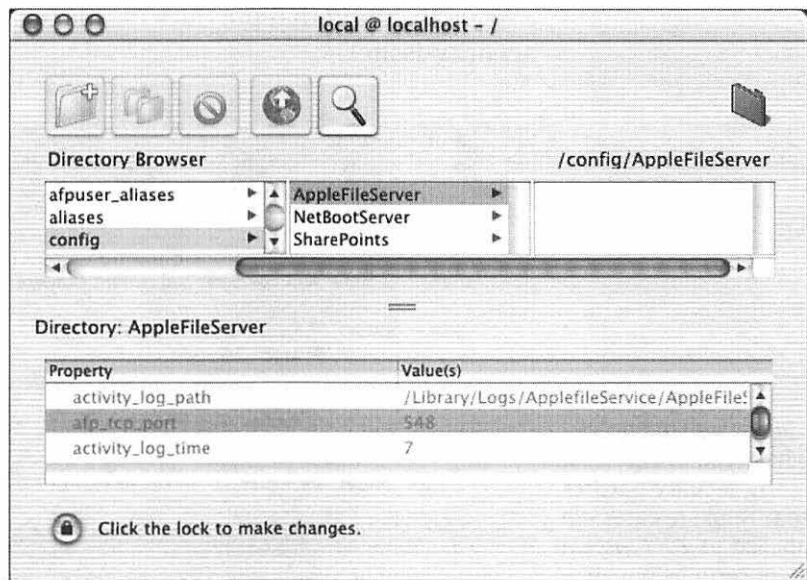 local @ localhost – /
Directory Browser /config/AppleFileServer
afpuser_aliases AppleFileServer
aliases NetBootServer
config SharePoints
Directory: AppleFileServer
Property Value(s)
activity_log_path /Library/Logs/ApplefileService/AppleFileS
afp_tcp_port 548
activity_log_time 7
Click the lock to make changes.